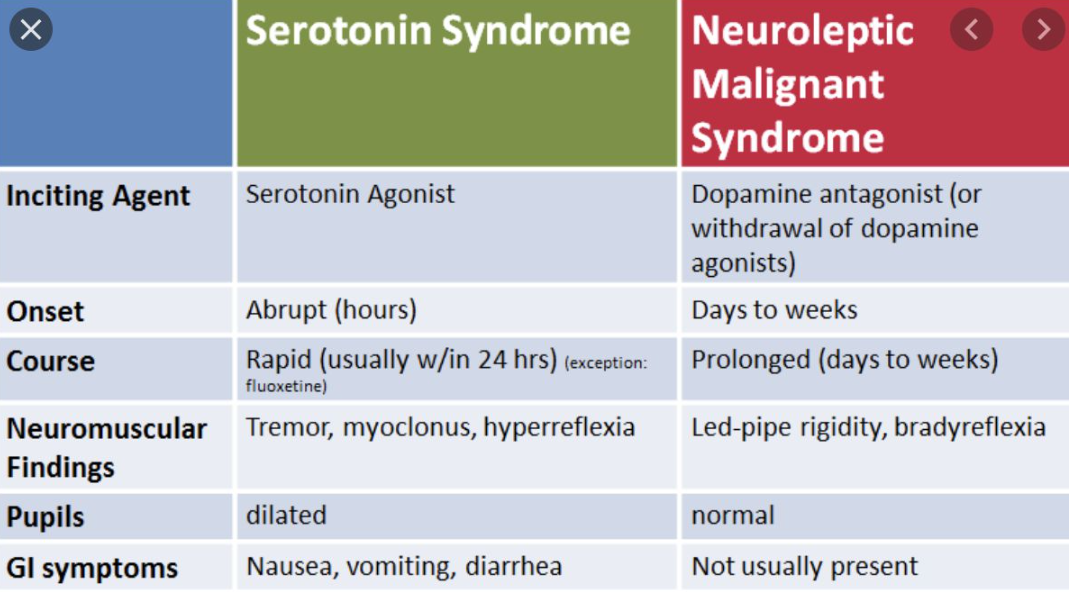 Serotonin Syndrome
Neuroleptic
Malignant
Syndrome
Inciting Agent
Serotonin Agonist
Dopamine antagonist (or
withdrawal of dopamine
agonists)
Onset
Abrupt (hours)
Days to weeks
Course
Rapid (usually w/in 24 hrs) (exception:
fluoxetine)
Prolonged (days to weeks)
Neuromuscular
Findings
Tremor, myoclonus, hyperreflexia
Led-pipe rigidity, bradyreflexia
Pupils
dilated
normal
GI symptoms
Nausea, vomiting, diarrhea
Not usually present